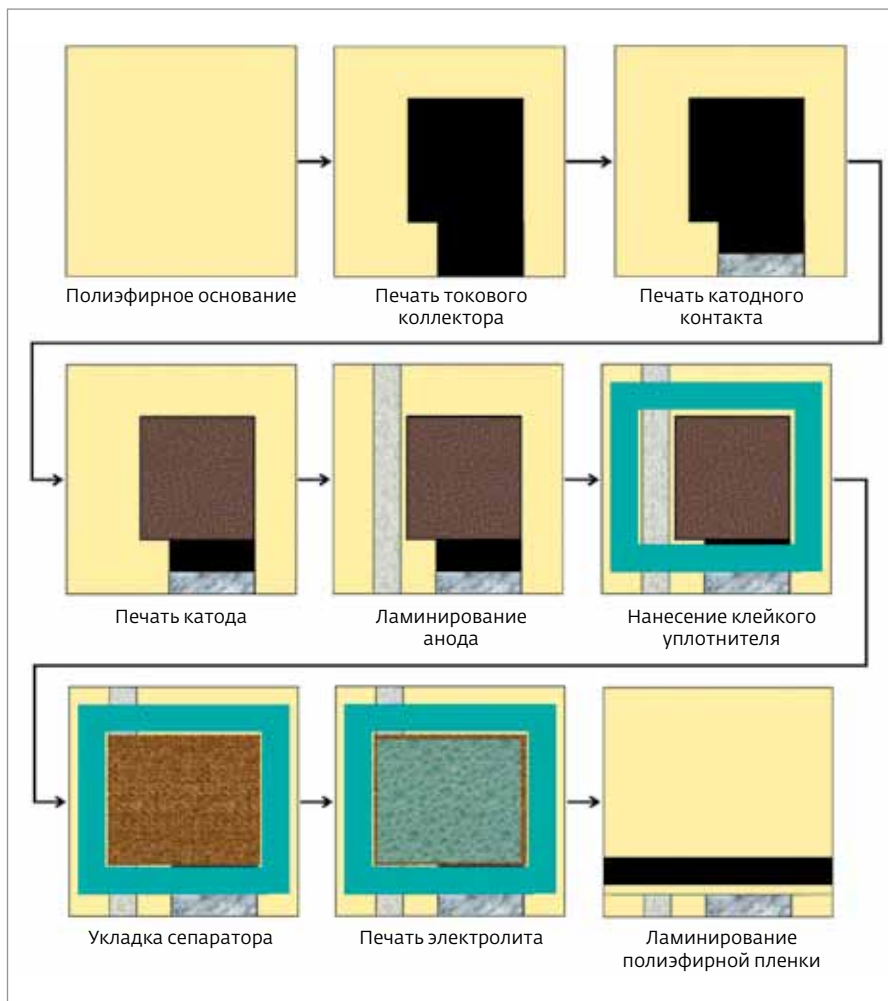 Полиэфирное основание
Печать токового
коллектора
Печать катодного
контакта
Печать катода
Ламинирование
анода
Нанесение клейкого
уплотнителя
Укладка сепаратора
Печать электролита
Ламинирование
полиэфирной пленки